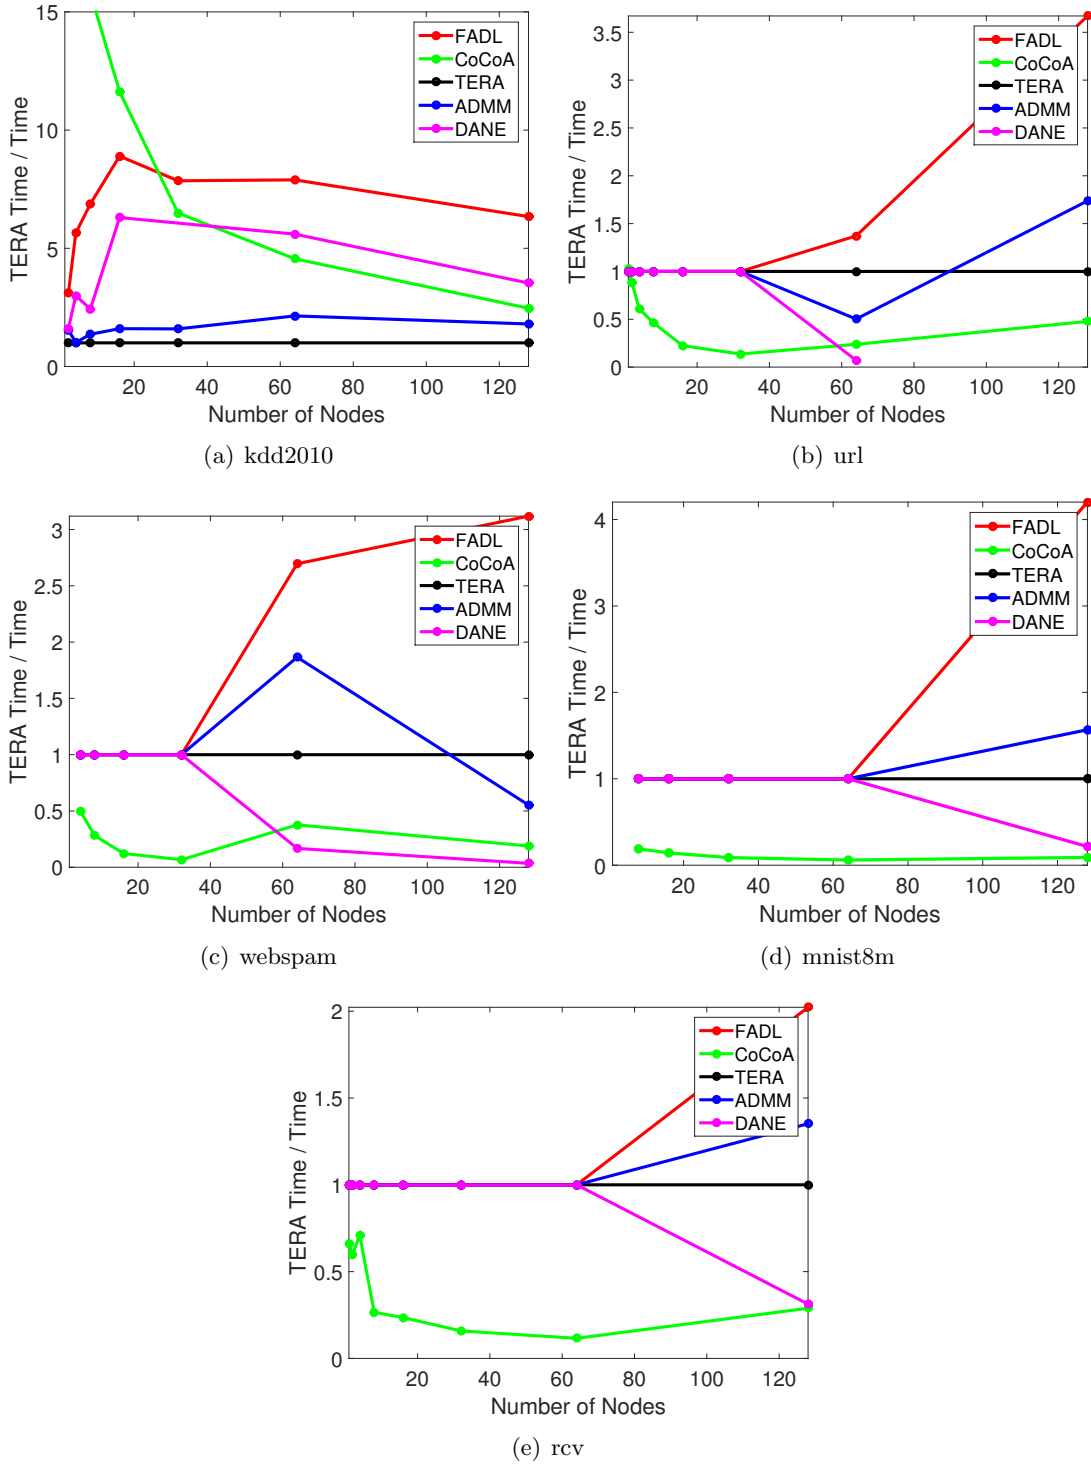 15
10
5
0
TERA Time / Time
20 40 60 80 100 120
Number of Nodes
FADL
CoCoA
TERA
ADMM
DANE
(a) kdd2010
3.5
3
2.5
2
1.5
1
0.5
0
TERA Time / Time
20 40 60 80 100 120
Number of Nodes
FADL
CoCoA
TERA
ADMM
DANE
(b) url
3
2.5
2
1.5
1
0.5
0
TERA Time / Time
20 40 60 80 100 120
Number of Nodes
FADL
CoCoA
TERA
ADMM
DANE
(c) webspam
4
3
2
1
0
TERA Time / Time
20 40 60 80 100 120
Number of Nodes
FADL
CoCoA
TERA
ADMM
DANE
(d) mnist8m
2
1.5
1
0.5
0
TERA Time / Time
20 40 60 80 100 120
Number of Nodes
FADL
CoCoA
TERA
ADMM
DANE
(e) rcv